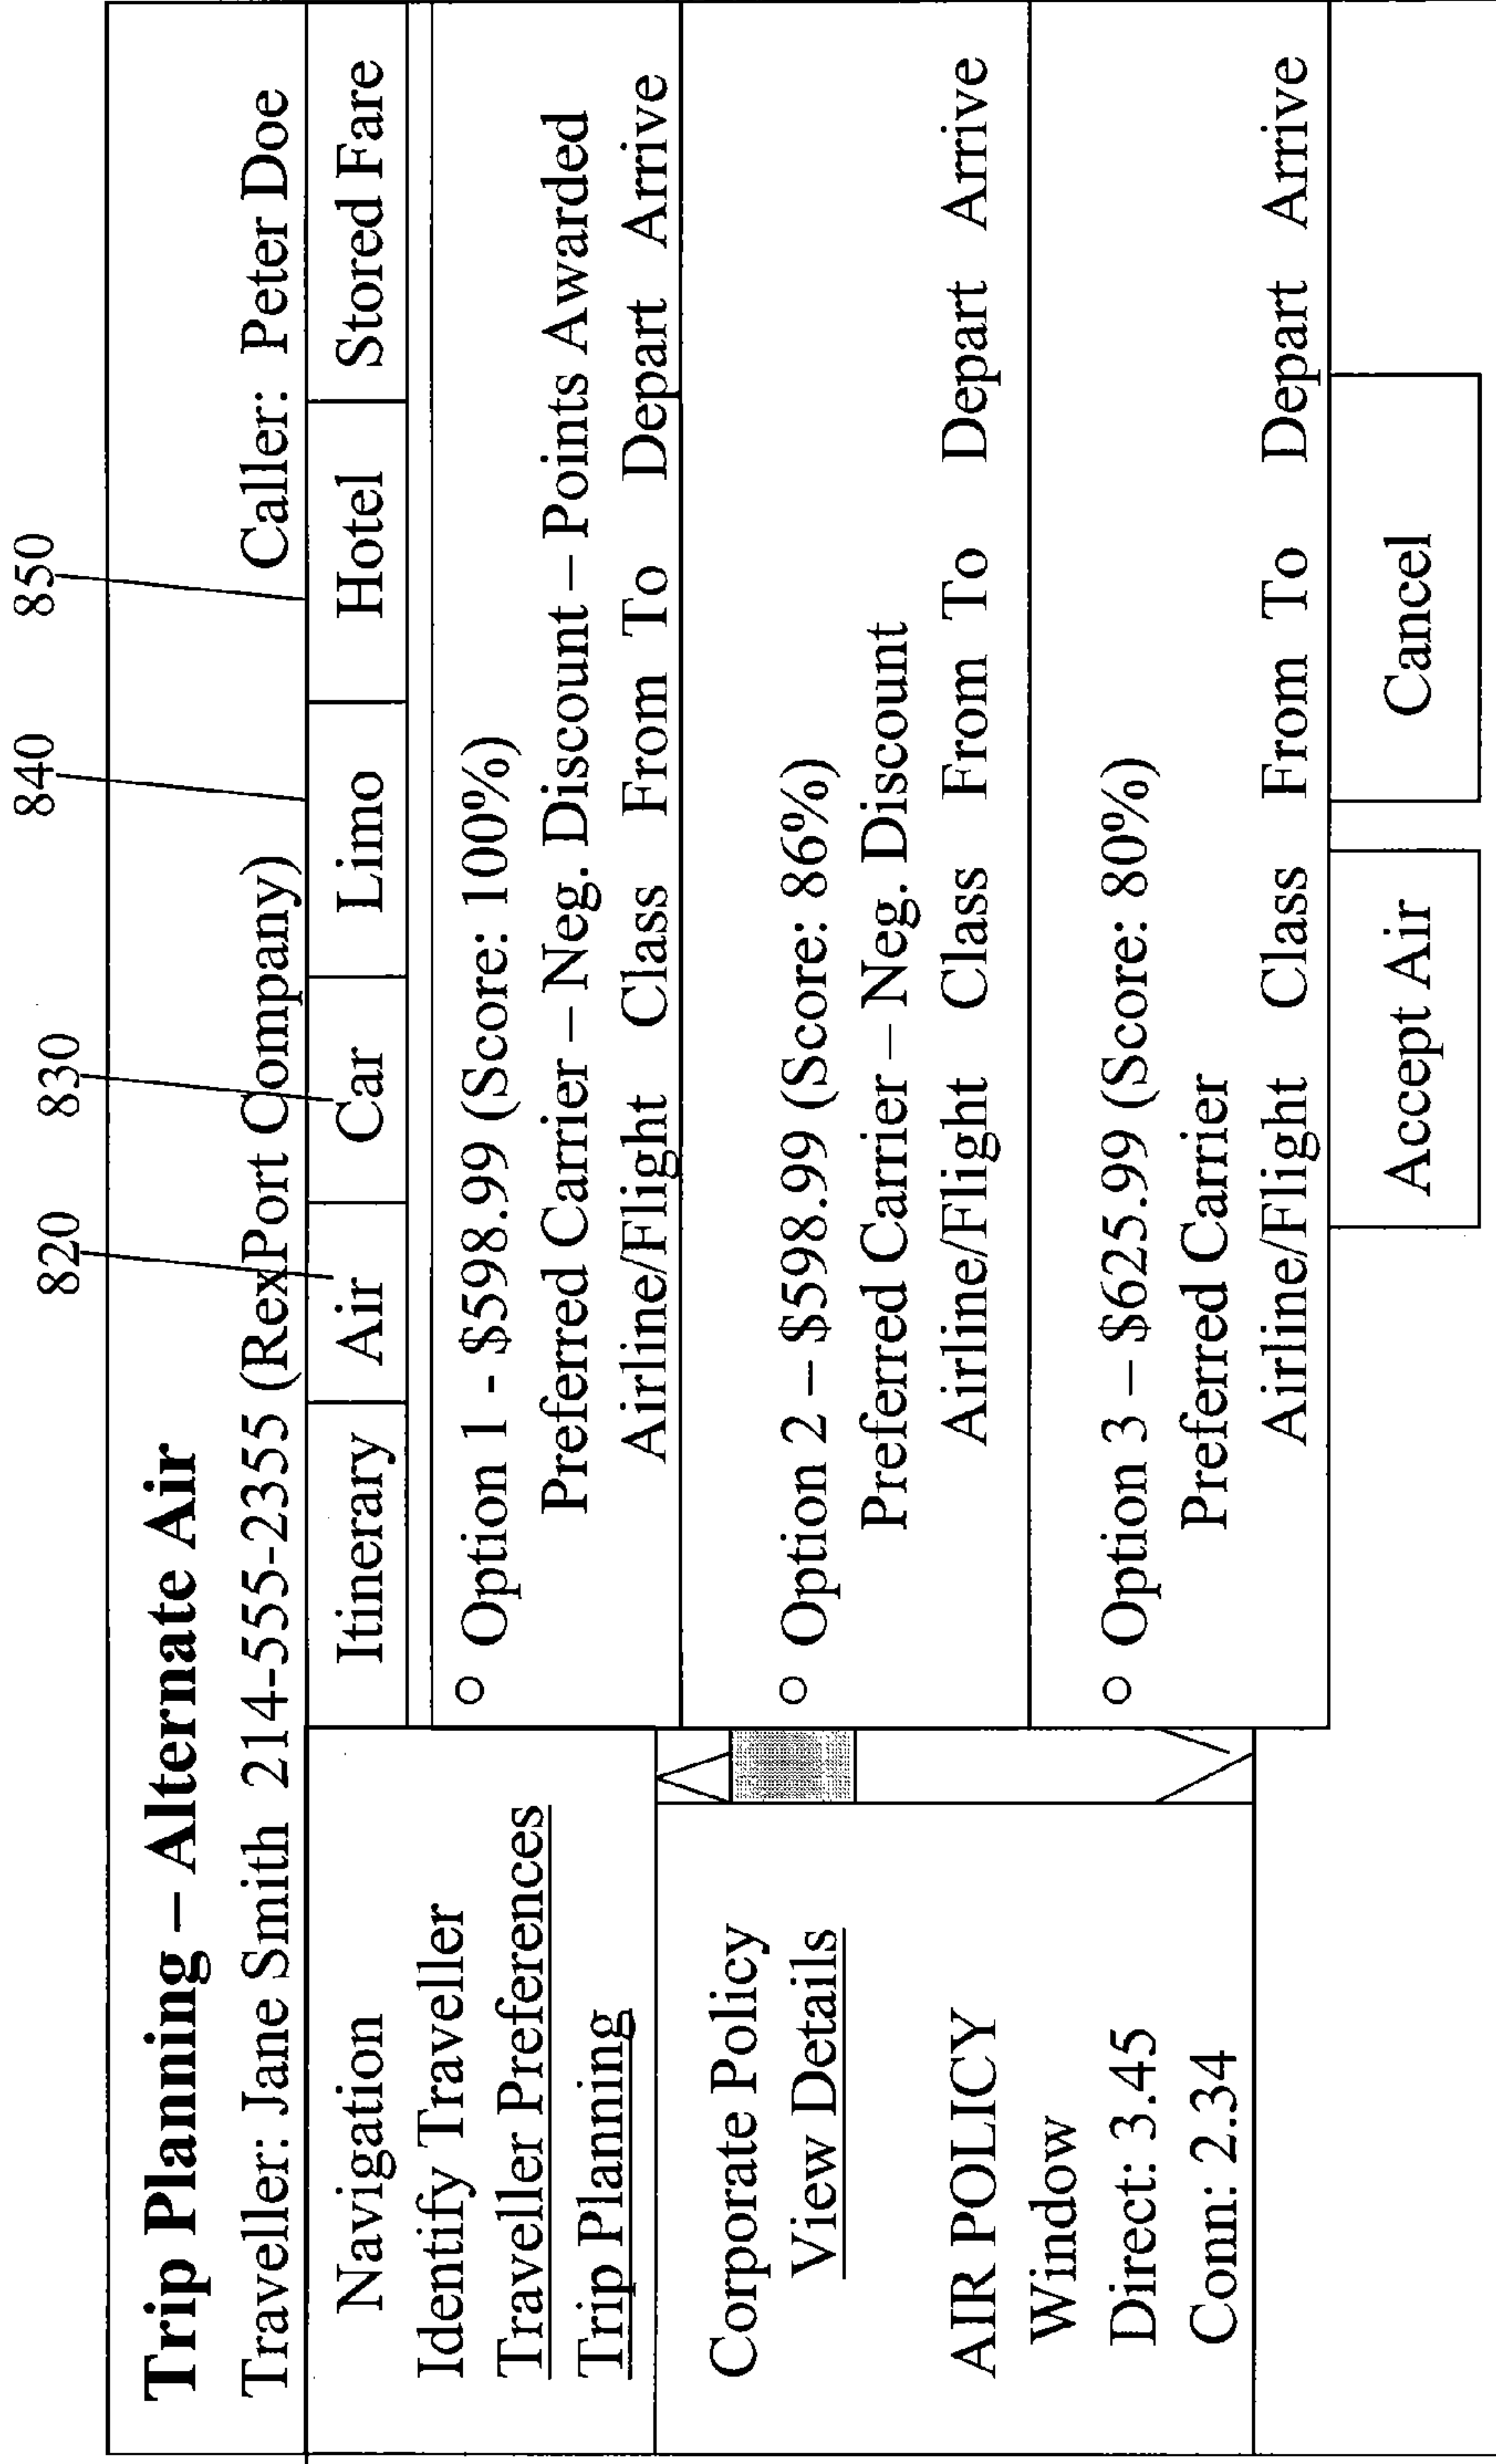 820 830 840 850
Trip Planning – Alternate Air
Traveller: Jane Smith 214-555-2355 (RexPort Company) Caller: Peter Doe
Itinerary Air Car Limo Hotel Stored Fare
Navigation
Identify Traveller
Traveller Preferences
Trip Planning
Corporate Policy
View Details
AIR POLICY
Window
Direct: 3.45
Conn: 2.34
Option 1 - $598.99 (Score: 100%)
Preferred Carrier – Neg. Discount – Points Awarded
Airline/Flight Class From To Depart Arrive
Option 2 – $598.99 (Score: 86%)
Preferred Carrier – Neg. Discount
Airline/Flight Class From To Depart Arrive
Option 3 – $625.99 (Score: 80%)
Preferred Carrier
Airline/Flight Class From To Depart Arrive
Accept Air Cancel